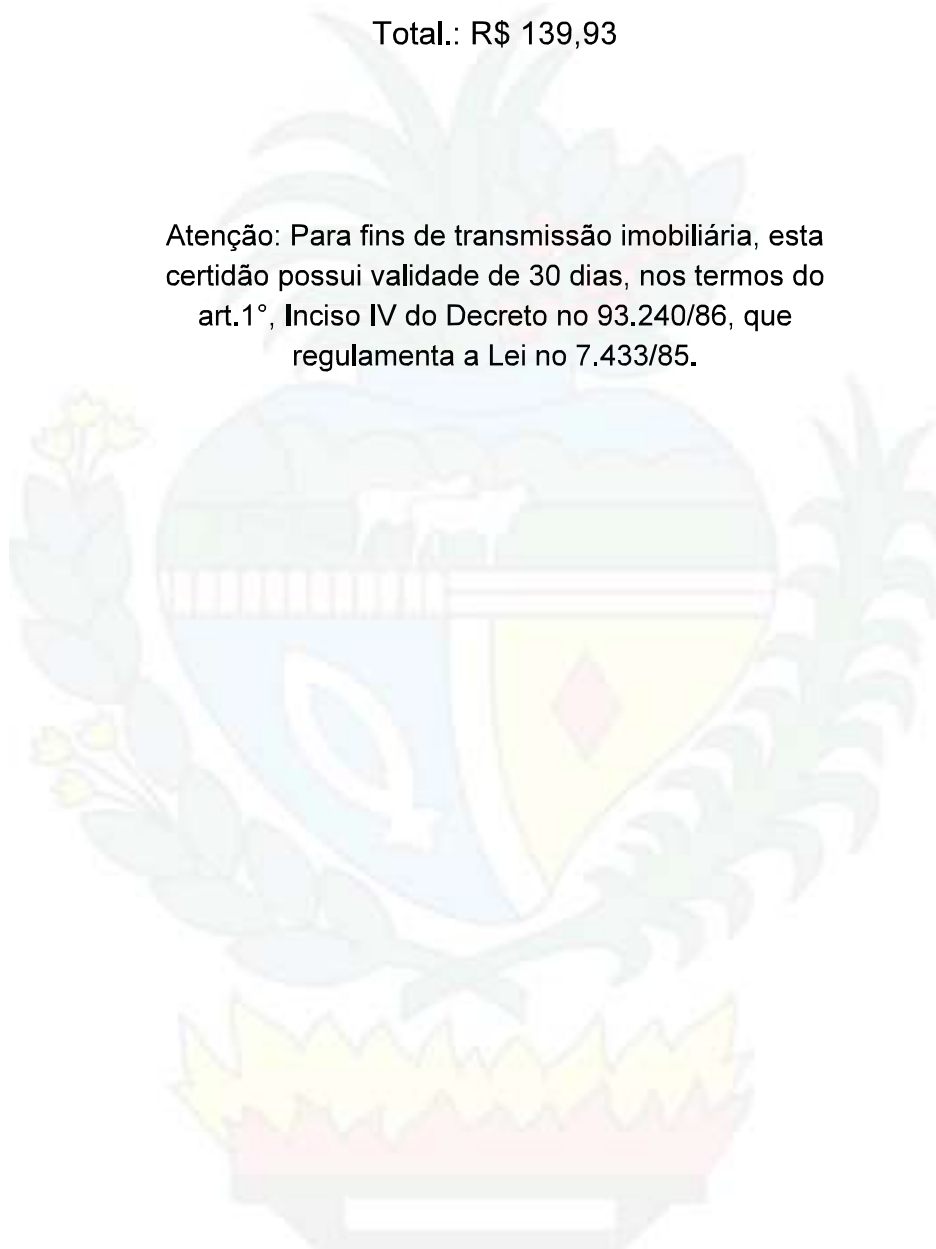 Total.: R$ 139,93
Atenção: Para fins de transmissão imobiliária, esta
certidão possui validade de 30 dias, nos termos do
art.1°, Inciso IV do Decreto no 93.240/86, que
regulamenta a Lei no 7.433/85.